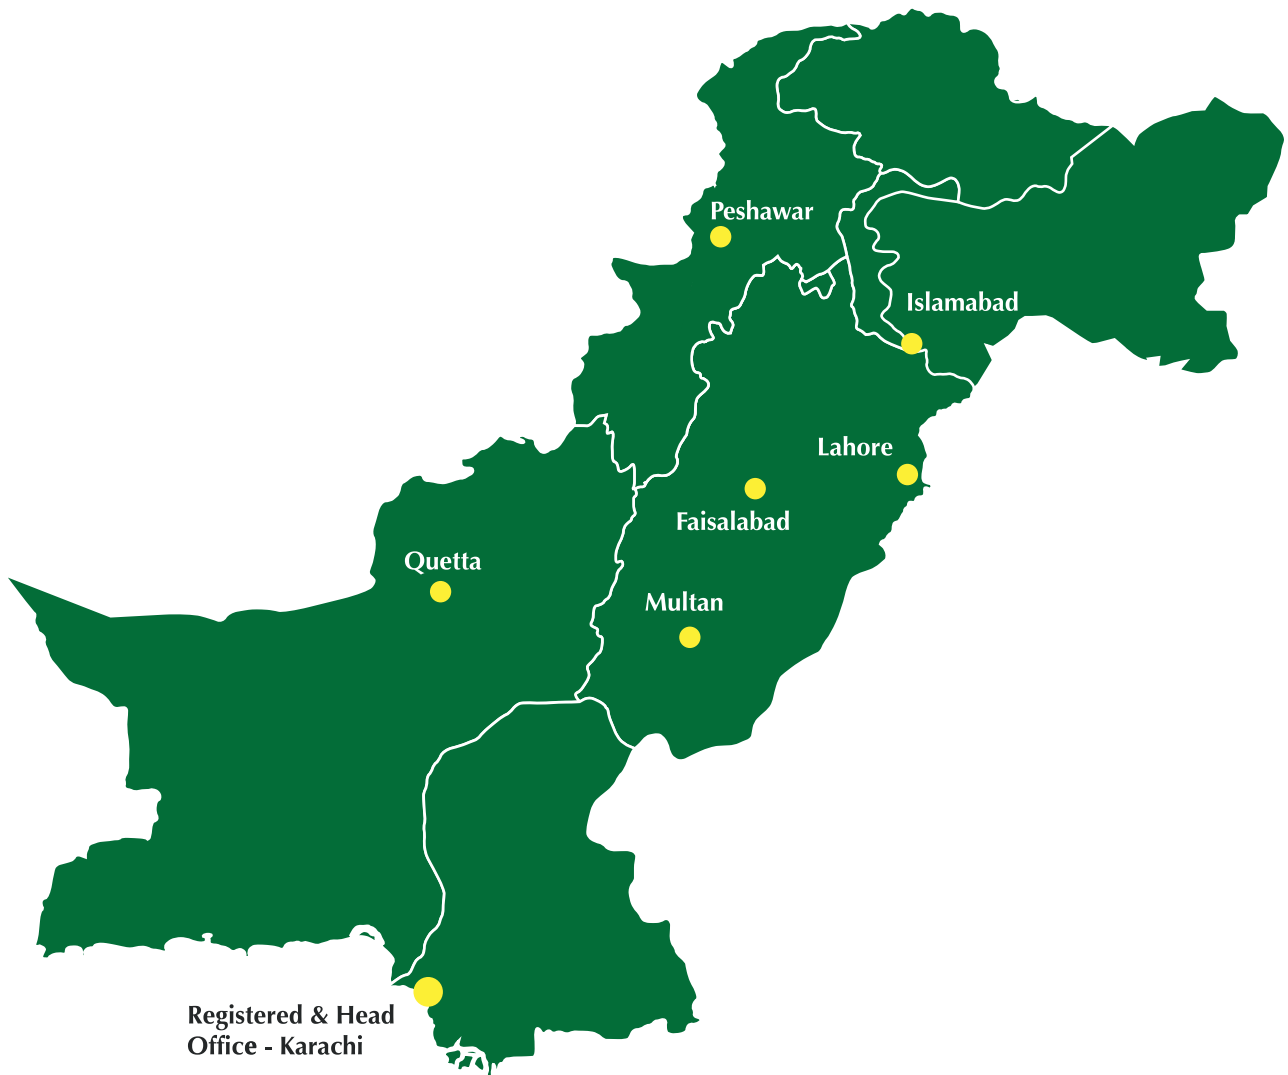 Peshawar
Islamabad
Lahore
Faisalabad
Quetta
Multan
Registered & Head
Office - Karachi